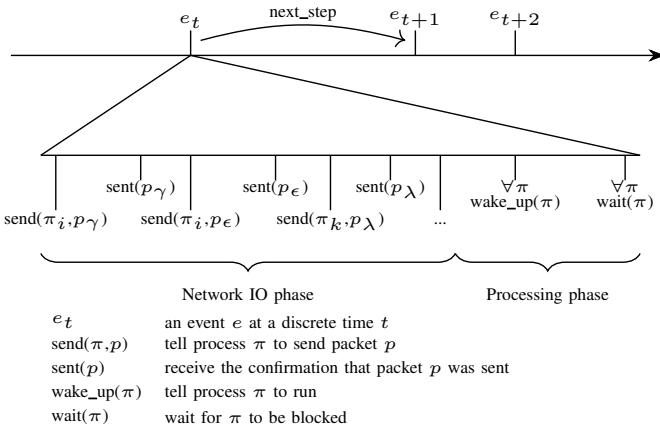 e_t next_step e_{t+1} e_{t+2}
sent(p_γ) sent(p_ϵ) sent(p_λ) ∀π ∀π
wake_up(π) wait(π)
send(π_i,p_γ) send(π_i,p_ϵ) send(π_k,p_λ) ...
Network IO phase Processing phase
e_t an event e at a discrete time t
send(π,p) tell process π to send packet p
sent(p) receive the confirmation that packet p was sent
wake_up(π) tell process π to run
wait(π) wait for π to be blocked